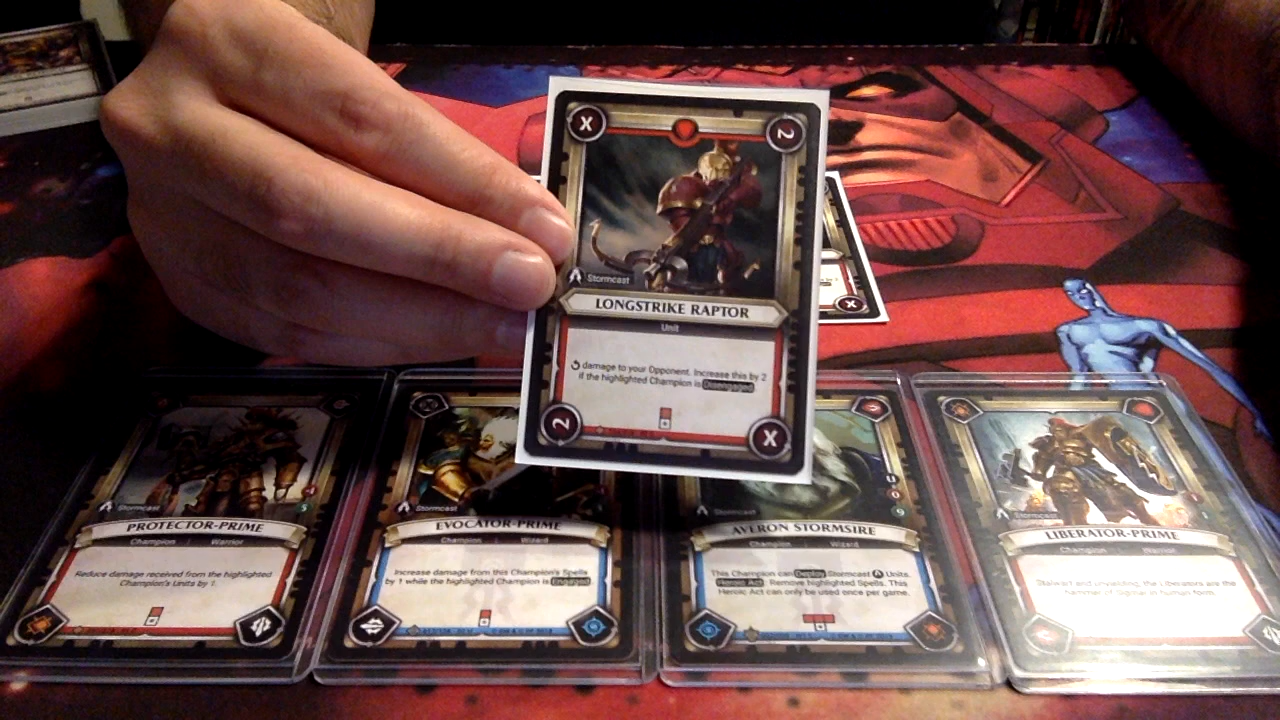 X
2
Stormcast
LONGSTRIKE RAPTOR
Unit
damage to your Opponent. Increase this by 2
if the highlighted Champion is Disengaged
2
X
X
Stormcast
PROTECTOR-PRIME
Champion | Warrior
Reduce damage received from the highlighted
Champion's Units by 1.
Stormcast
EVOCATOR-PRIME
Champion | Wizard
Increase damage from this Champion's Spells
by 1 while the highlighted Champion is Engaged
Stormcast
AVERON STORMSIRE
Champion | Wizard
This Champion can Deploy Stormcast Units.
Heroic Act: Remove highlighted Spells. This
Heroic Act can only be used once per game.
Stormcast
LIBERATOR-PRIME
Champion | Warrior
Stalwart and unyielding, the Liberators are the
hammer of Sigmar in human form.